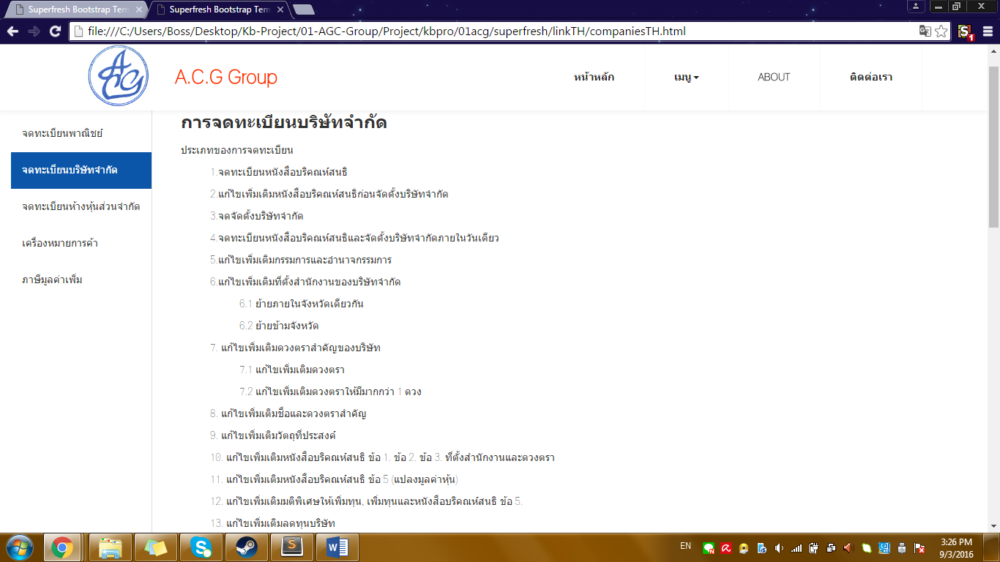 Superfresh Bootstrap Tem
Superfresh Bootstrap Tem
file:///C:/Users/Boss/Desktop/Kb-Project/01-AGC-Group/Project/kbpro/01acg/superfresh/linkTH/companiesTH.html
ACG
A.C.G Group
หน้าหลัก
เมนู
ABOUT
ติดต่อเรา
จดทะเบียนพาณิชย์
จดทะเบียนบริษัทจำกัด
จดทะเบียนห้างหุ้นส่วนจำกัด
เครื่องหมายการค้า
ภาษีมูลค่าเพิ่ม
การจดทะเบียนบริษัทจำกัด
ประเภทของการจดทะเบียน
1.จดทะเบียนหนังสือบริคณห์สนธิ
2.แก้ไขเพิ่มเติมหนังสือบริคณห์สนธิก่อนจัดตั้งบริษัทจำกัด
3.จดจัดตั้งบริษัทจำกัด
4.จดทะเบียนหนังสือบริคณห์สนธิและจัดตั้งบริษัทจำกัดภายในวันเดียว
5.แก้ไขเพิ่มเติมกรรมการและอำนาจกรรมการ
6.แก้ไขเพิ่มเติมที่ตั้งสำนักงานของบริษัทจำกัด
6.1 ย้ายภายในจังหวัดเดียวกัน
6.2 ย้ายข้ามจังหวัด
7. แก้ไขเพิ่มเติมดวงตราสำคัญของบริษัท
7.1 แก้ไขเพิ่มเติมดวงตรา
7.2 แก้ไขเพิ่มเติมดวงตราให้มีมากกว่า 1 ดวง
8. แก้ไขเพิ่มเติมชื่อและดวงตราสำคัญ
9. แก้ไขเพิ่มเติมวัตถุที่ประสงค์
10. แก้ไขเพิ่มเติมหนังสือบริคณห์สนธิ ข้อ 1. ข้อ 2. ข้อ 3. ที่ตั้งสำนักงานและดวงตรา
11. แก้ไขเพิ่มเติมหนังสือบริคณห์สนธิ ข้อ 5 (แปลงมูลค่าหุ้น)
12. แก้ไขเพิ่มเติมมติพิเศษให้เพิ่มทุน, เพิ่มทุนและหนังสือบริคณห์สนธิ ข้อ 5.
13. แก้ไขเพิ่มเติมลดทุนบริษัท
EN
3:26 PM
9/3/2016